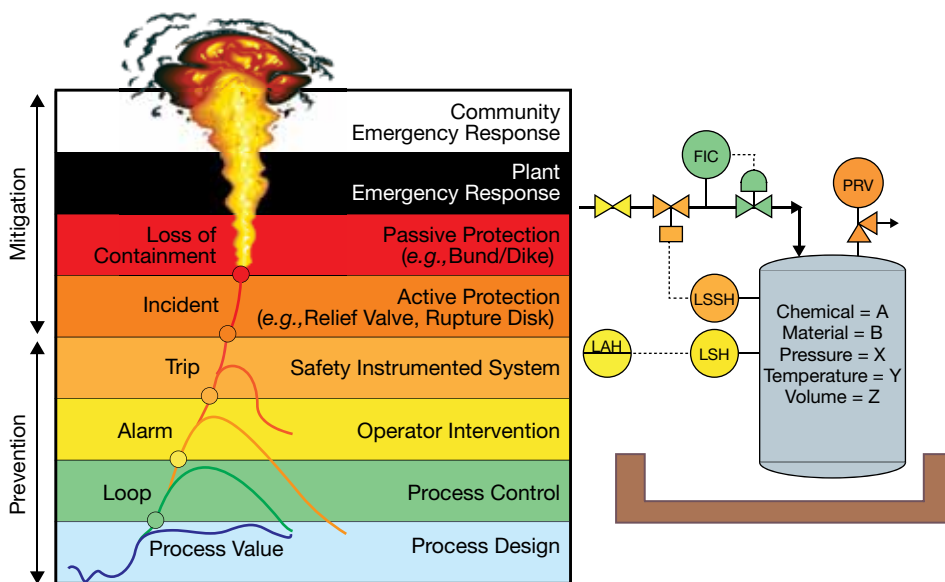 Community
Emergency Response
Plant
Emergency Response
Loss of
Containment
Passive Protection
(e.g.,Bund/Dike)
Incident
Active Protection
(e.g.,Relief Valve, Rupture Disk)
Trip
Safety Instrumented System
Alarm
Operator Intervention
Loop
Process Control
Process Value
Process Design
Mitigation
Prevention
FIC
PRV
LSSH
LAH
LSH
Chemical = A
Material = B
Pressure = X
Temperature = Y
Volume = Z